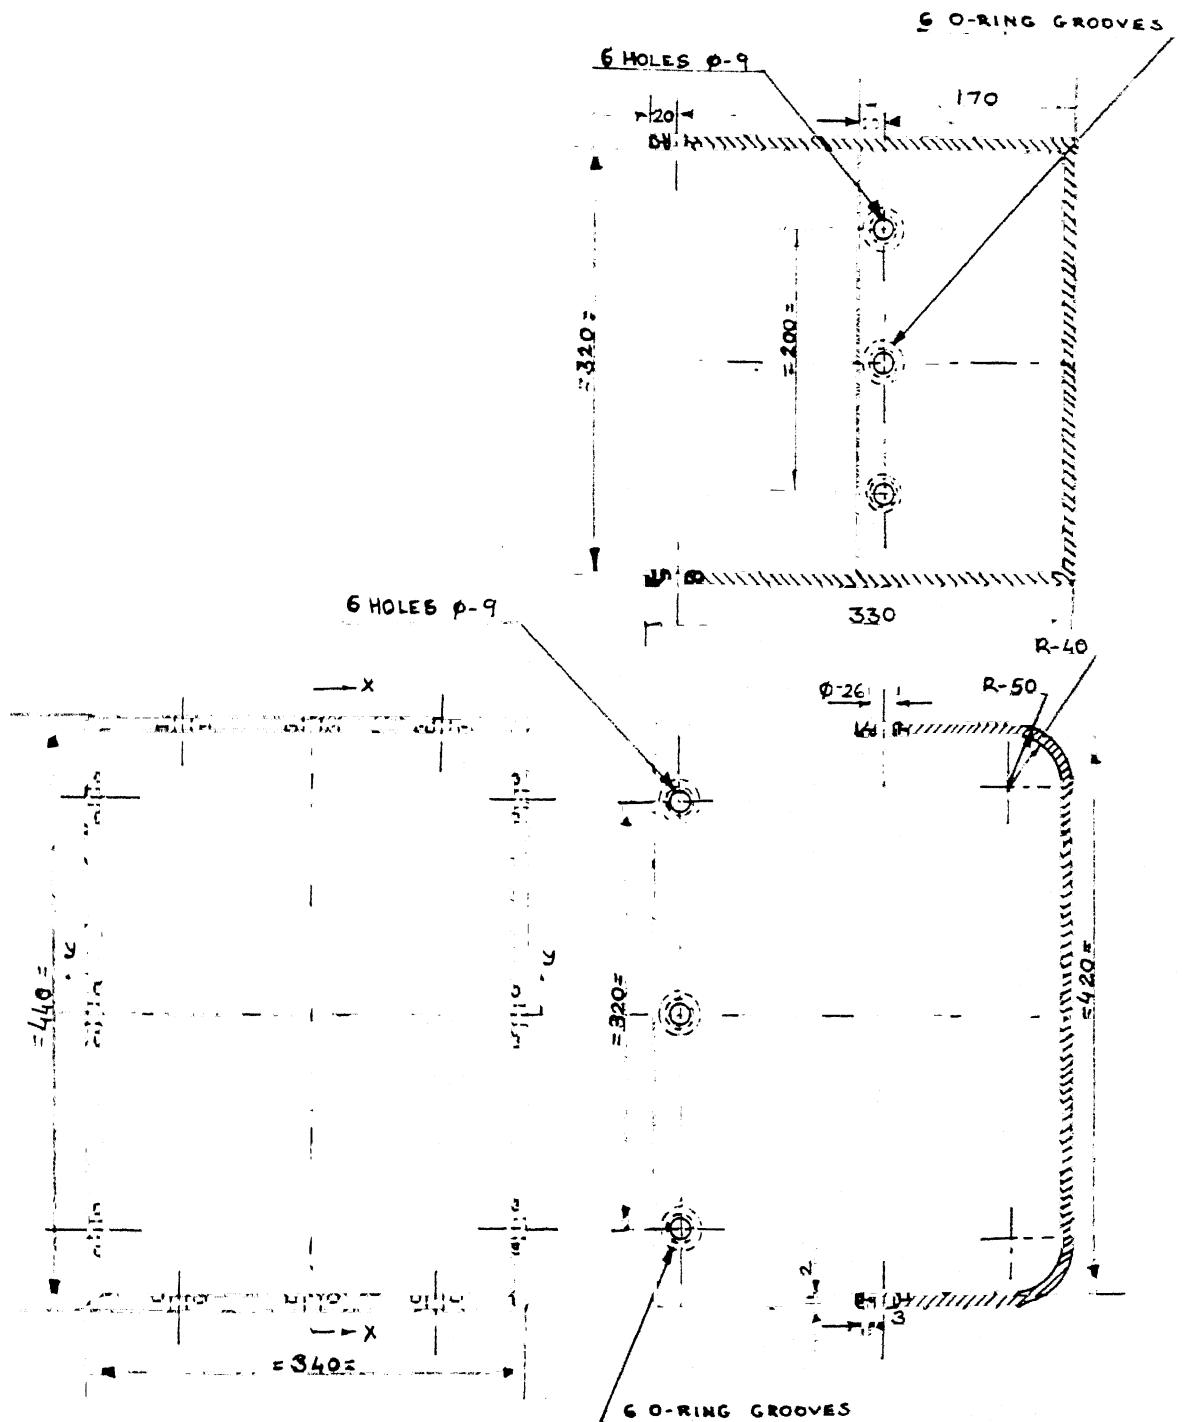 6 O-RING GROOVES
6 HOLES φ-9
170
20
=320=
=200=
330
6 HOLES φ-9
R-40
R-50
φ-26
X
=440=
=320=
=420=
2
3
X
=340=
6 O-RING GROOVES